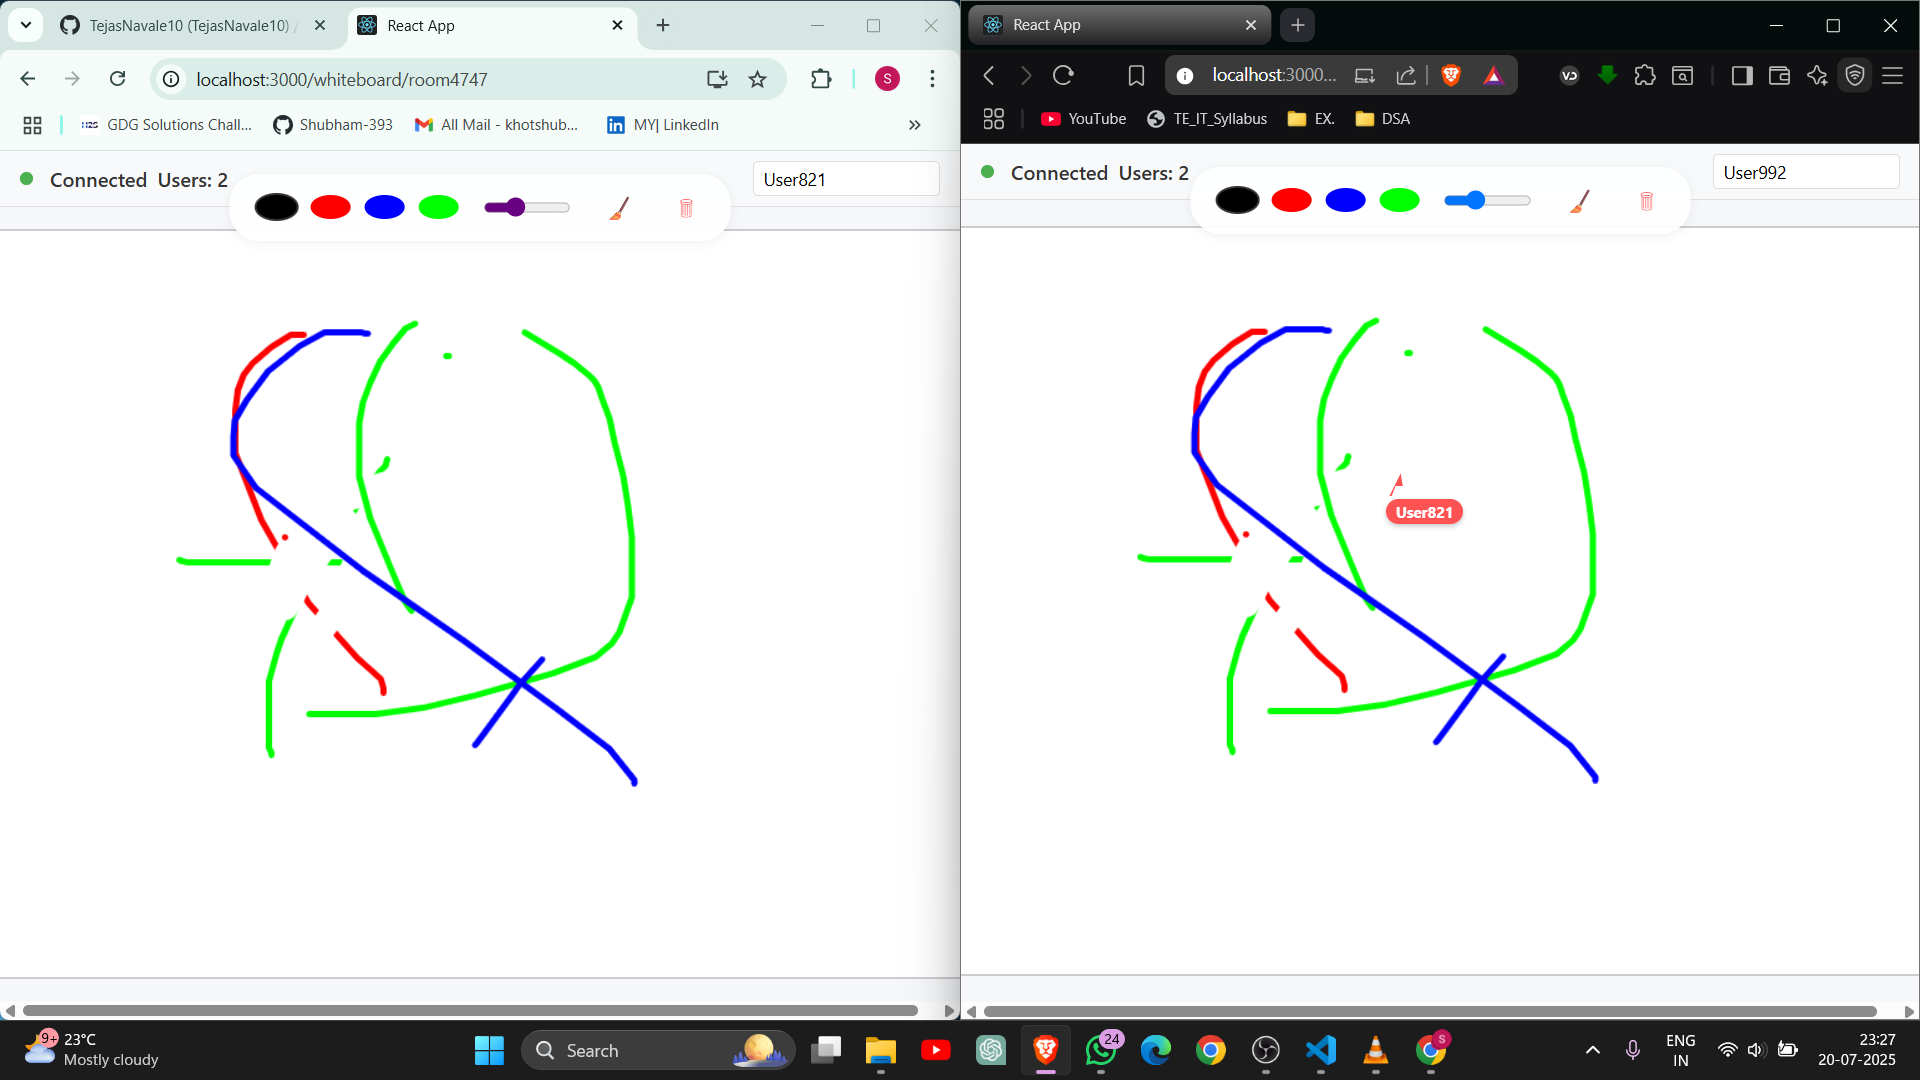 TejasNavale10 (TejasNavale10) /
React App
localhost:3000/whiteboard/room4747
S
GDG Solutions Chall...
Shubham-393
All Mail - khotshub...
MY| LinkedIn
Connected Users: 2
User821
React App
localhost:3000...
YouTube
TE_IT_Syllabus
EX.
DSA
Connected Users: 2
User992
User821
9+
23°C
Mostly cloudy
Search
24
S
ENG
IN
23:27
20-07-2025